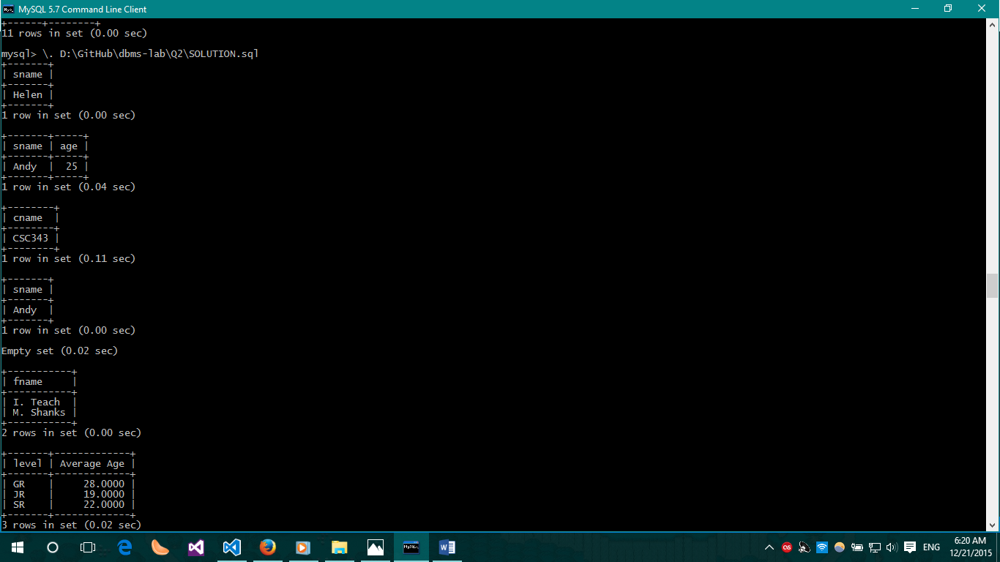 MySQL 5.7 Command Line Client
+------+--------+
11 rows in set (0.00 sec)
mysql> \. D:\GitHub\dbms-lab\Q2\SOLUTION.sql
+-------+
| sname |
+-------+
| Helen |
+-------+
1 row in set (0.00 sec)
+-------+-----+
| sname | age |
+-------+-----+
| Andy  |  25 |
+-------+-----+
1 row in set (0.04 sec)
+--------+
| cname  |
+--------+
| CSC343 |
+--------+
1 row in set (0.11 sec)
+-------+
| sname |
+-------+
| Andy  |
+-------+
1 row in set (0.00 sec)
Empty set (0.02 sec)
+-----------+
| fname     |
+-----------+
| I. Teach  |
| M. Shanks |
+-----------+
2 rows in set (0.00 sec)
+-------+-------------+
| level | Average Age |
+-------+-------------+
| GR    |     28.0000 |
| JR    |     19.0000 |
| SR    |     22.0000 |
+-------+-------------+
3 rows in set (0.02 sec)
ENG
6:20 AM
12/21/2015